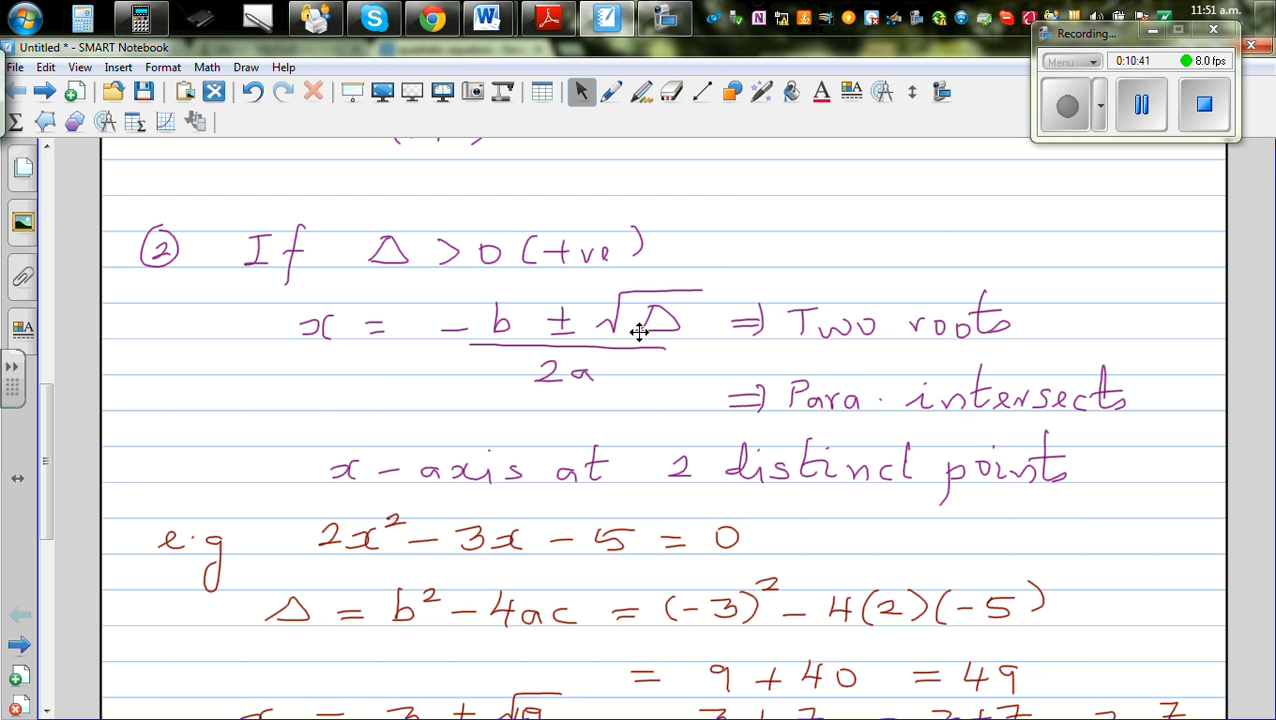 11:51 a.m.
Untitled * - SMART Notebook
Recording...
File Edit View Insert Format Math Draw Help
Menu 0:10:41 8.0 fps
② If Δ > 0 (+ve)
x = - b ± √Δ / 2a ⇒ Two roots
⇒ Para. intersects
x - axis at 2 distinct points
e.g 2x² - 3x - 5 = 0
Δ = b² - 4ac = (-3)² - 4(2)(-5)
= 9 + 40 = 49